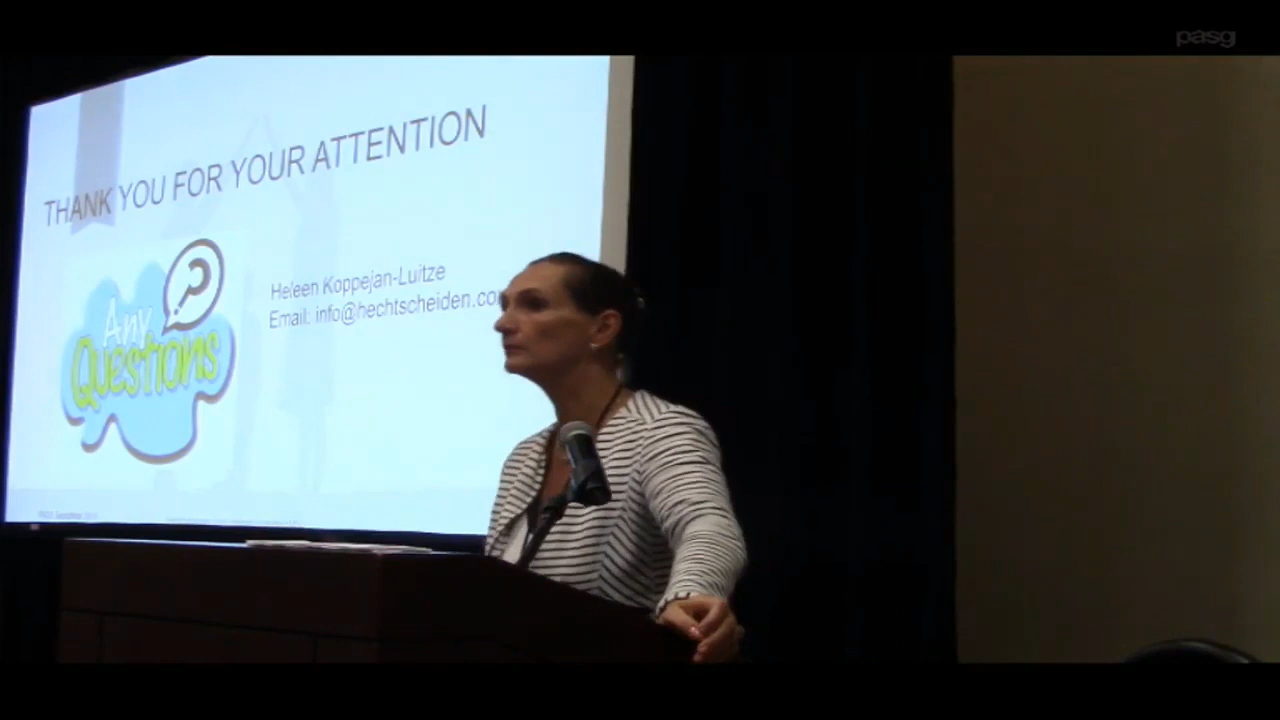 pasg
THANK YOU FOR YOUR ATTENTION
Heleen Koppejan-Luitze
Email: info@hechtscheiden.co
Any
Questions